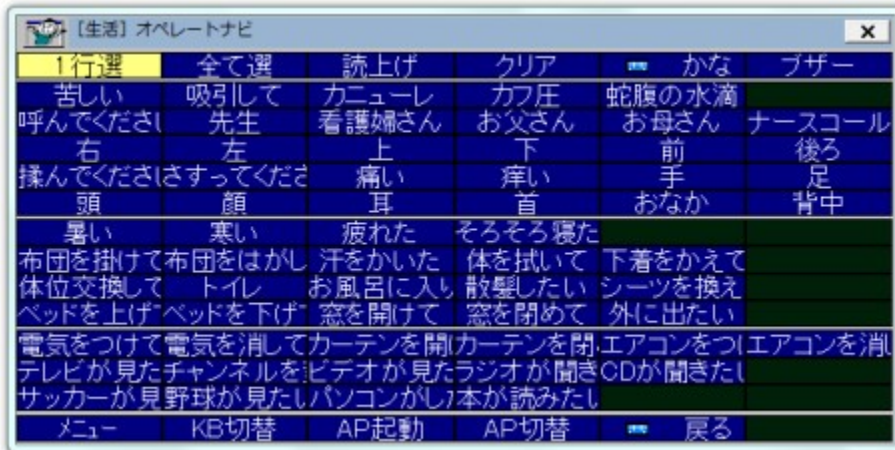 [生活] オペレートナビ
1行選 全て選 読上げ クリア かな ブザー
苦しい 吸引して カニューレ カフ圧 蛇腹の水滴
呼んでください 先生 看護婦さん お父さん お母さん ナースコール
右 左 上 下 前 後ろ
揉んでください さすってくださ 痛い 痒い 手 足
頭 顔 耳 首 おなか 背中
暑い 寒い 疲れた そろそろ寝た
布団を掛けて 布団をはがし 汗をかいた 体を拭いて 下着をかえて
体位交換して トイレ お風呂に入り 散髪したい シーツを換え
ベッドを上げ ベッドを下げ 窓を開けて 窓を閉めて 外に出たい
電気をつけて 電気を消して カーテンを開 カーテンを閉 エアコンをつ エアコンを消
テレビが見た チャンネルを ビデオが見た ラジオが聞き CDが聞きたい
サッカーが見 野球が見たい パソコンがし 本が読みたい
メニュー KB切替 AP起動 AP切替 戻る